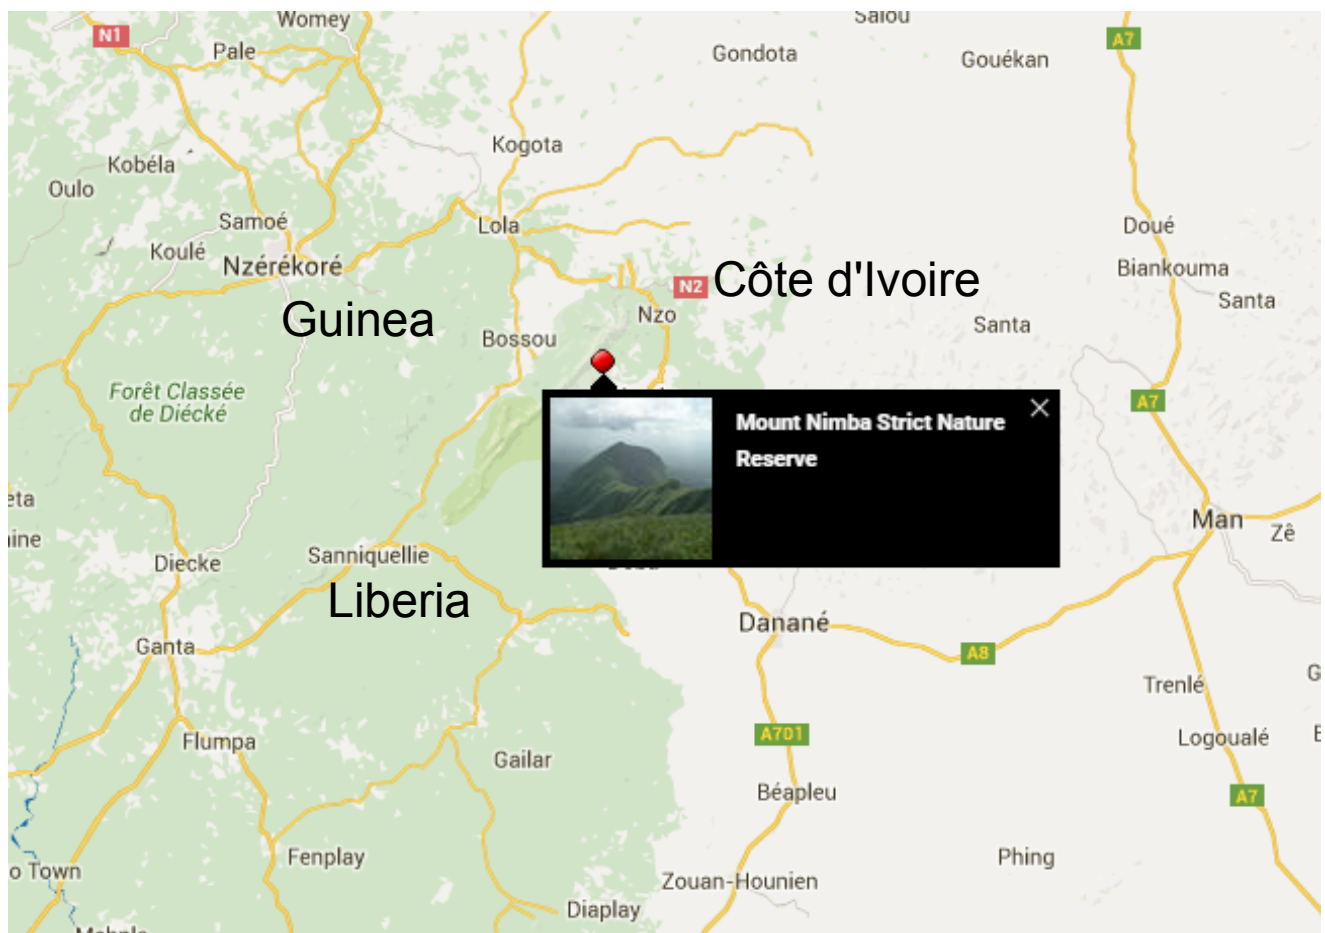 Salou
Womey
N1
A7
Pale
Gondota
Gouékan
Kogota
Kobéla
Oulo
Samoé
Lola
Doué
Koulé
Nzérékoré
Biankouma
Côte d'Ivoire
N2
Santa
Guinea
Nzo
Santa
Bossou
Forêt Classée
de Diécké
A7
Mount Nimba Strict Nature
Reserve
Man
Zê
Sanniquellie
Diecke
Liberia
Danané
Ganta
A8
Trenlé
A701
Flumpa
Logoualé
Gailar
Béapleu
A7
Fenplay
Phing
o Town
Zouan-Hounien
Diaplay